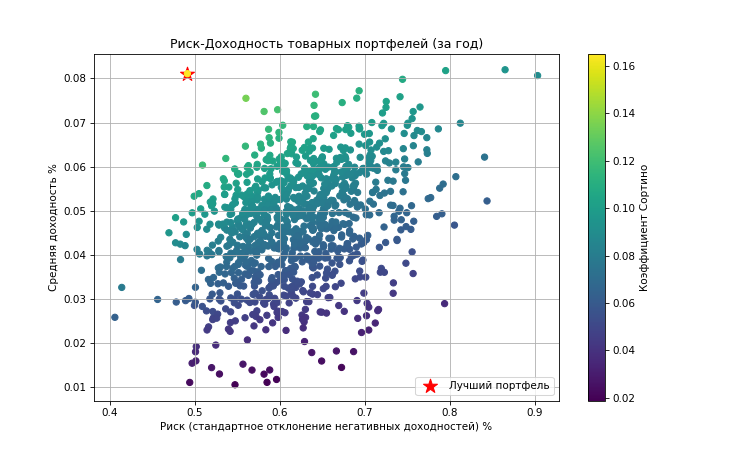 Риск-Доходность товарных портфелей (за год)
Средняя доходность %
0.08
0.07
0.06
0.05
0.04
0.03
0.02
0.01
0.4 0.5 0.6 0.7 0.8 0.9
Риск (стандартное отклонение негативных доходностей) %
Лучший портфель
0.16
0.14
0.12
0.10
0.08
0.06
0.04
0.02
Коэффициент Сортино